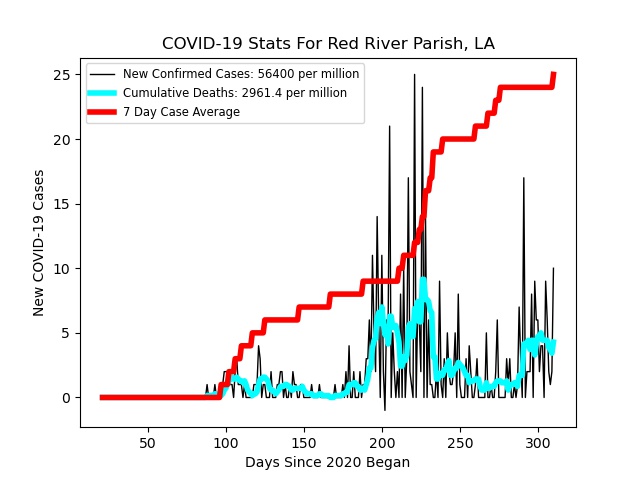 COVID-19 Stats For Red River Parish, LA
New Confirmed Cases: 56400 per million
Cumulative Deaths: 2961.4 per million
7 Day Case Average
New COVID-19 Cases
25
20
15
10
5
0
50 100 150 200 250 300
Days Since 2020 Began